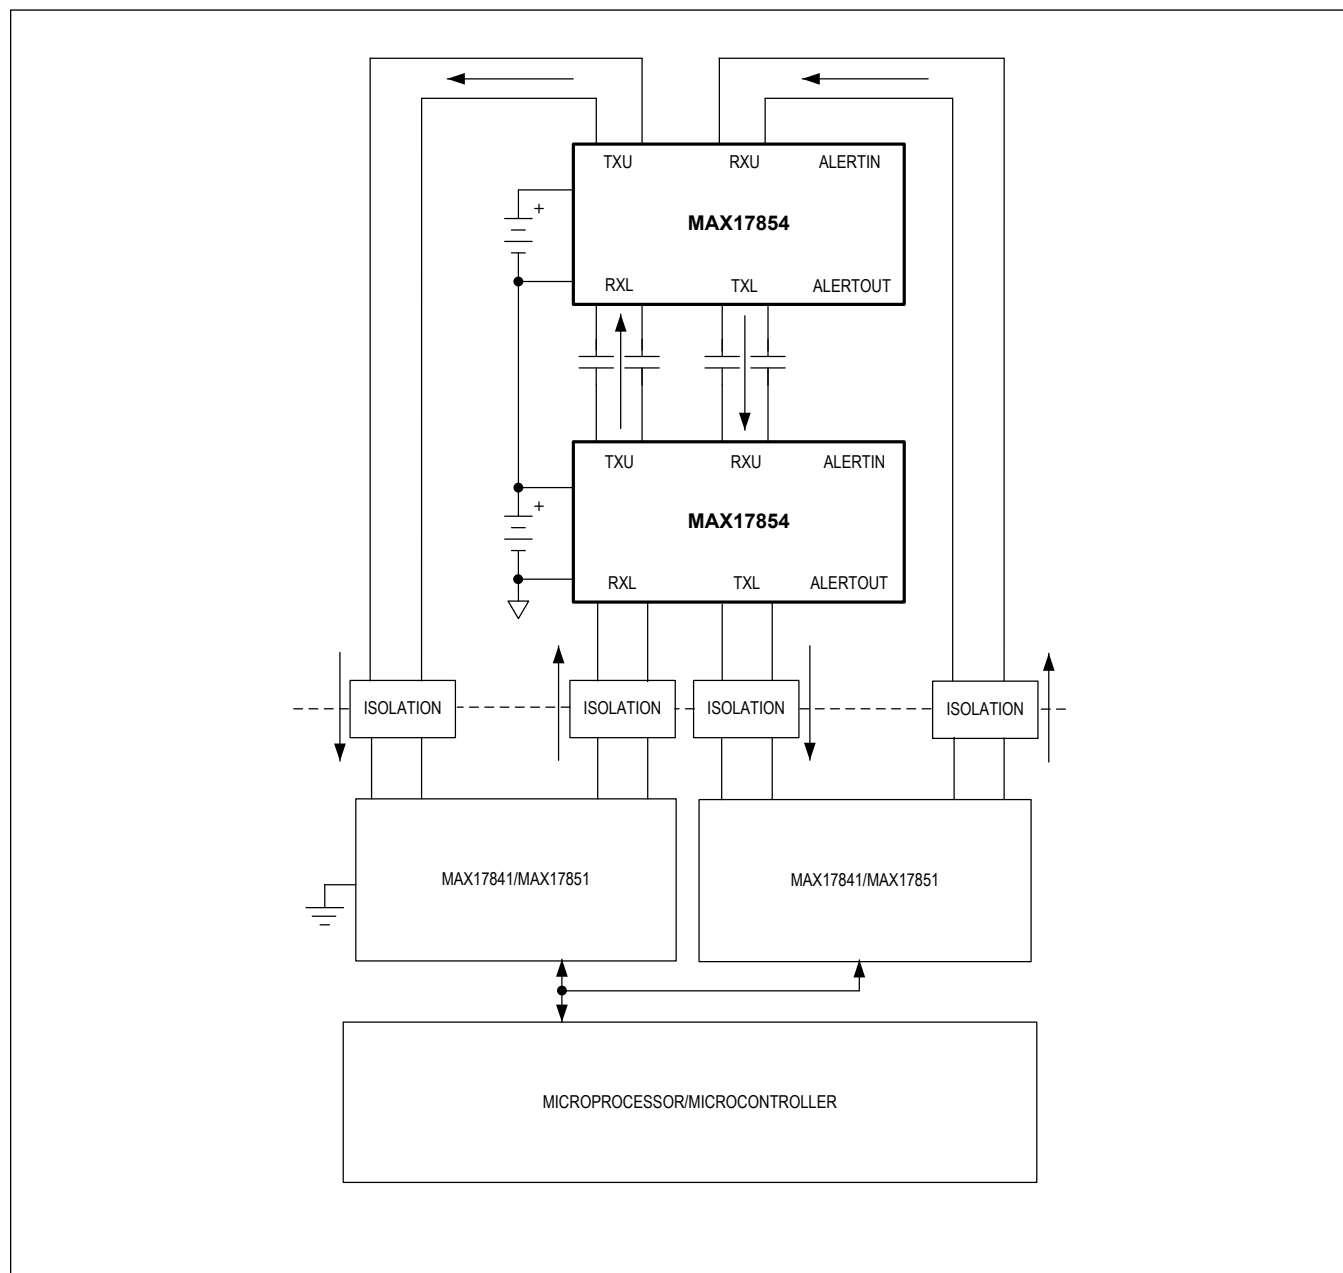 TXU RXU ALERTIN
+
MAX17854
RXL TXL ALERTOUT
TXU RXU ALERTIN
+
MAX17854
RXL TXL ALERTOUT
ISOLATION ISOLATION ISOLATION ISOLATION
MAX17841/MAX17851 MAX17841/MAX17851
MICROPROCESSOR/MICROCONTROLLER